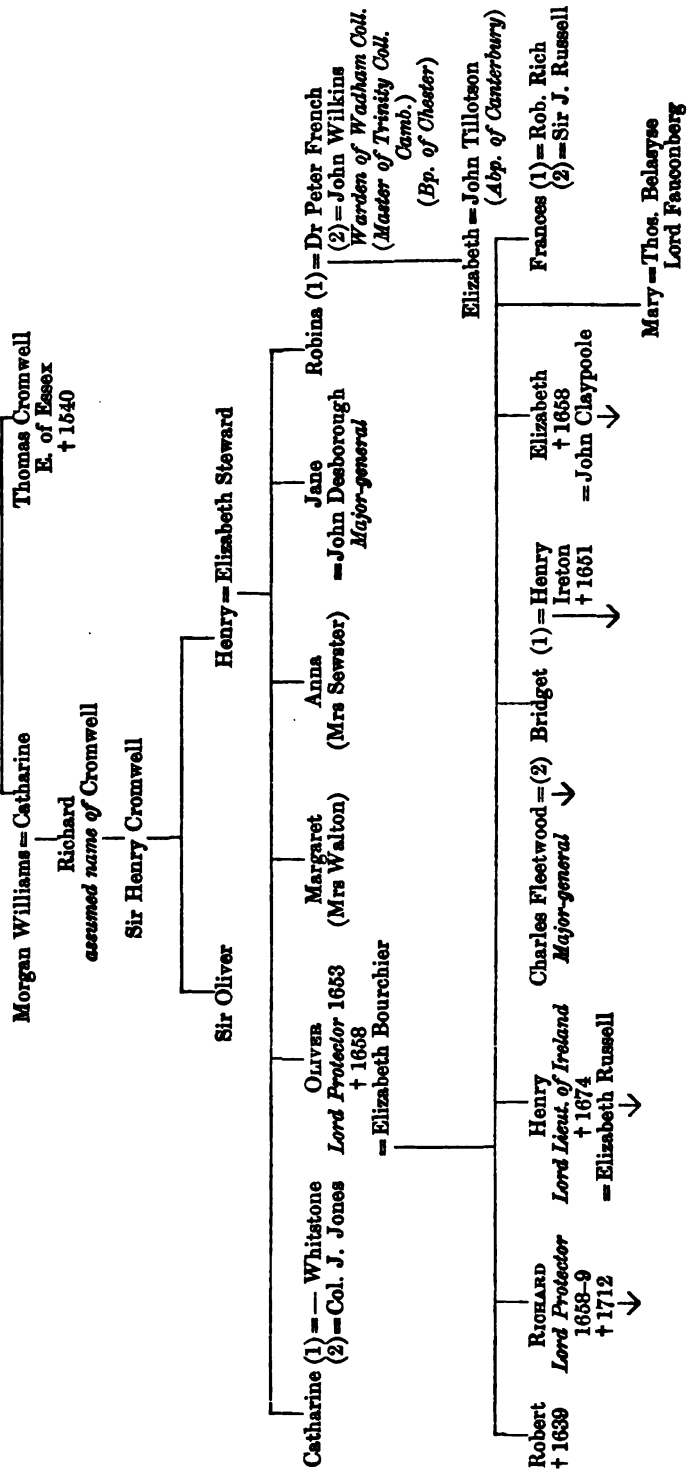 Thomas Cromwell
E. of Essex
† 1540
Morgan Williams = Catharine
Richard
assumed name of Cromwell
Sir Henry Cromwell
Sir Oliver
Henry = Elizabeth Steward
Catharine (1) = — Whitstone
(2) = Col. J. Jones
OLIVER
Lord Protector 1653
† 1658
= Elizabeth Bourchier
Margaret
(Mrs Walton)
Anna
(Mrs Sewster)
Jane
= John Desborough
Major-general
Robina (1) = Dr Peter French
(2) = John Wilkins
Warden of Wadham Coll.
(Master of Trinity Coll.
Camb.)
(Bp. of Chester)
Elizabeth = John Tillotson
(Abp. of Canterbury)
Robert
† 1639
RICHARD
Lord Protector
1658–9
† 1712
Henry
Lord Lieut. of Ireland
† 1674
= Elizabeth Russell
Charles Fleetwood = (2) Bridget (1) = Henry
Major-general
Ireton
† 1651
Elizabeth
† 1658
= John Claypoole
Mary = Thos. Belasyse
Lord Fauconberg
Frances (1) = Rob. Rich
(2) = Sir J. Russell